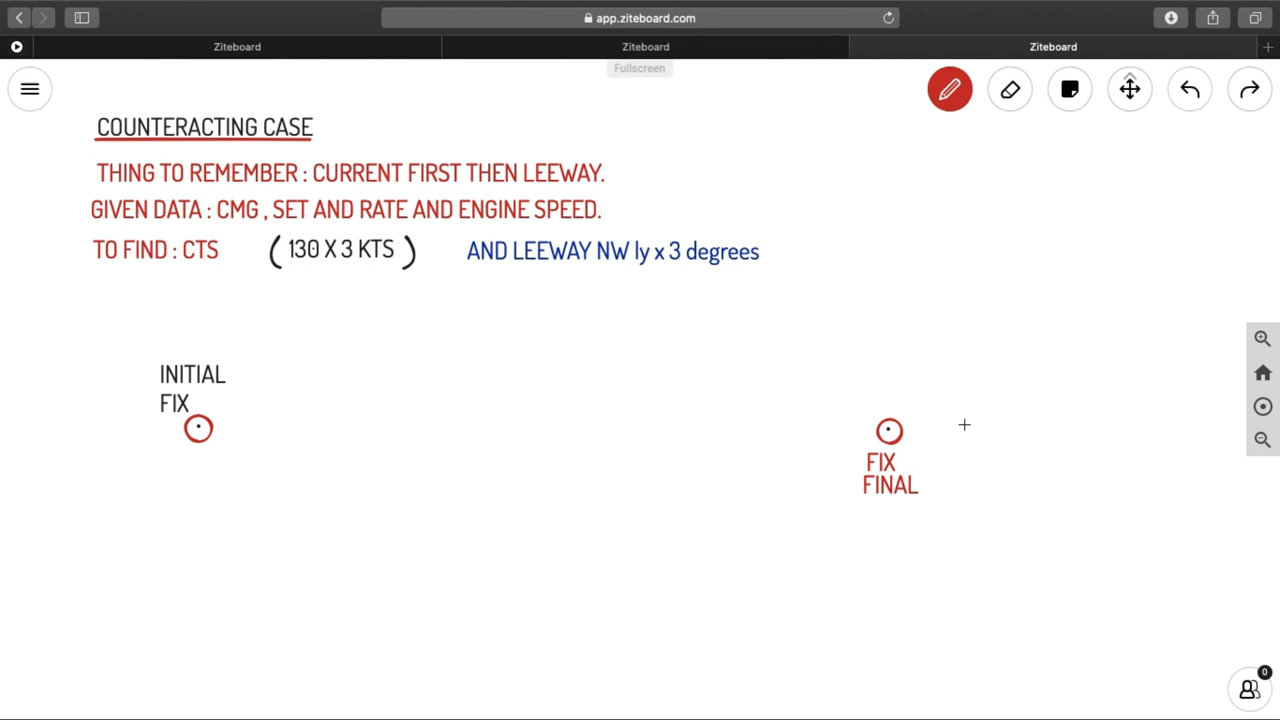 app.ziteboard.com
Ziteboard
Ziteboard
Ziteboard
Fullscreen
COUNTERACTING CASE
THING TO REMEMBER : CURRENT FIRST THEN LEEWAY.
GIVEN DATA : CMG , SET AND RATE AND ENGINE SPEED.
TO FIND : CTS ( 130 X 3 KTS ) AND LEEWAY NW ly x 3 degrees
INITIAL
FIX
FIX
FINAL
0